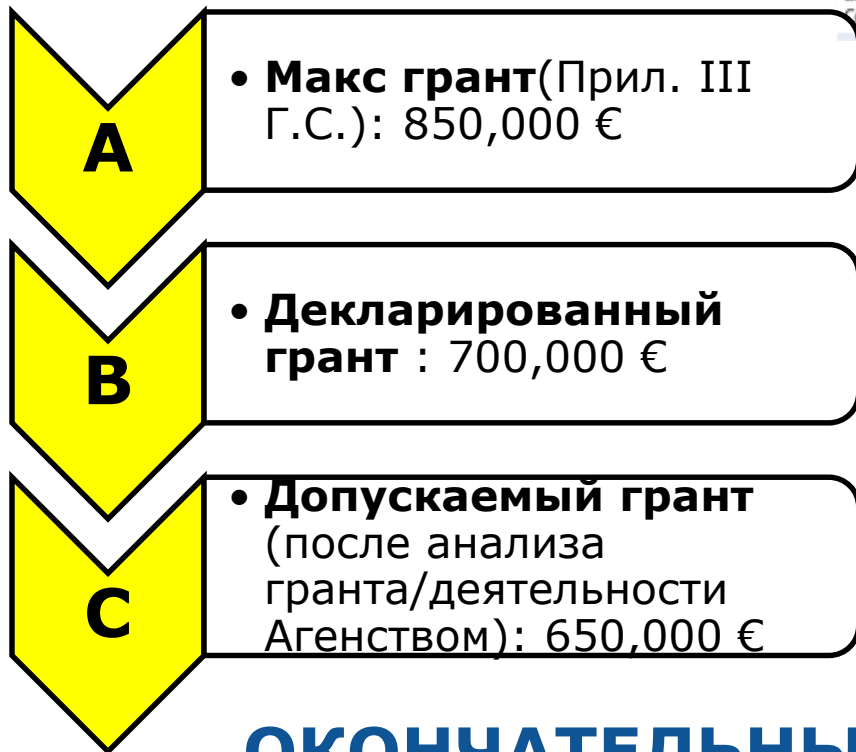 A
• Макс грант(Прил. III
Г.С.): 850,000 €
B
• Декларированный
грант : 700,000 €
C
• Допускаемый грант
(после анализа
гранта/деятельности
Агенством): 650,000 €